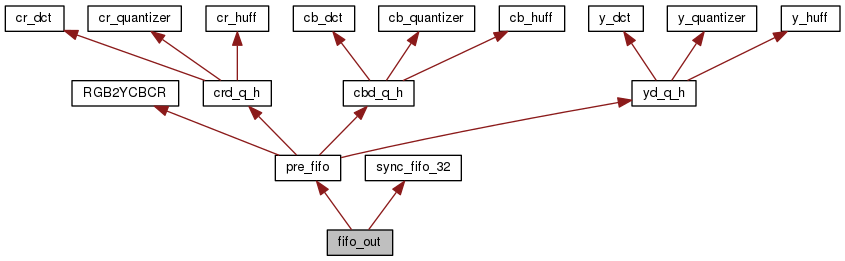 cr_dct
cr_quantizer
cr_huff
cb_dct
cb_quantizer
cb_huff
y_dct
y_quantizer
y_huff
RGB2YCBCR
crd_q_h
cbd_q_h
yd_q_h
pre_fifo
sync_fifo_32
fifo_out